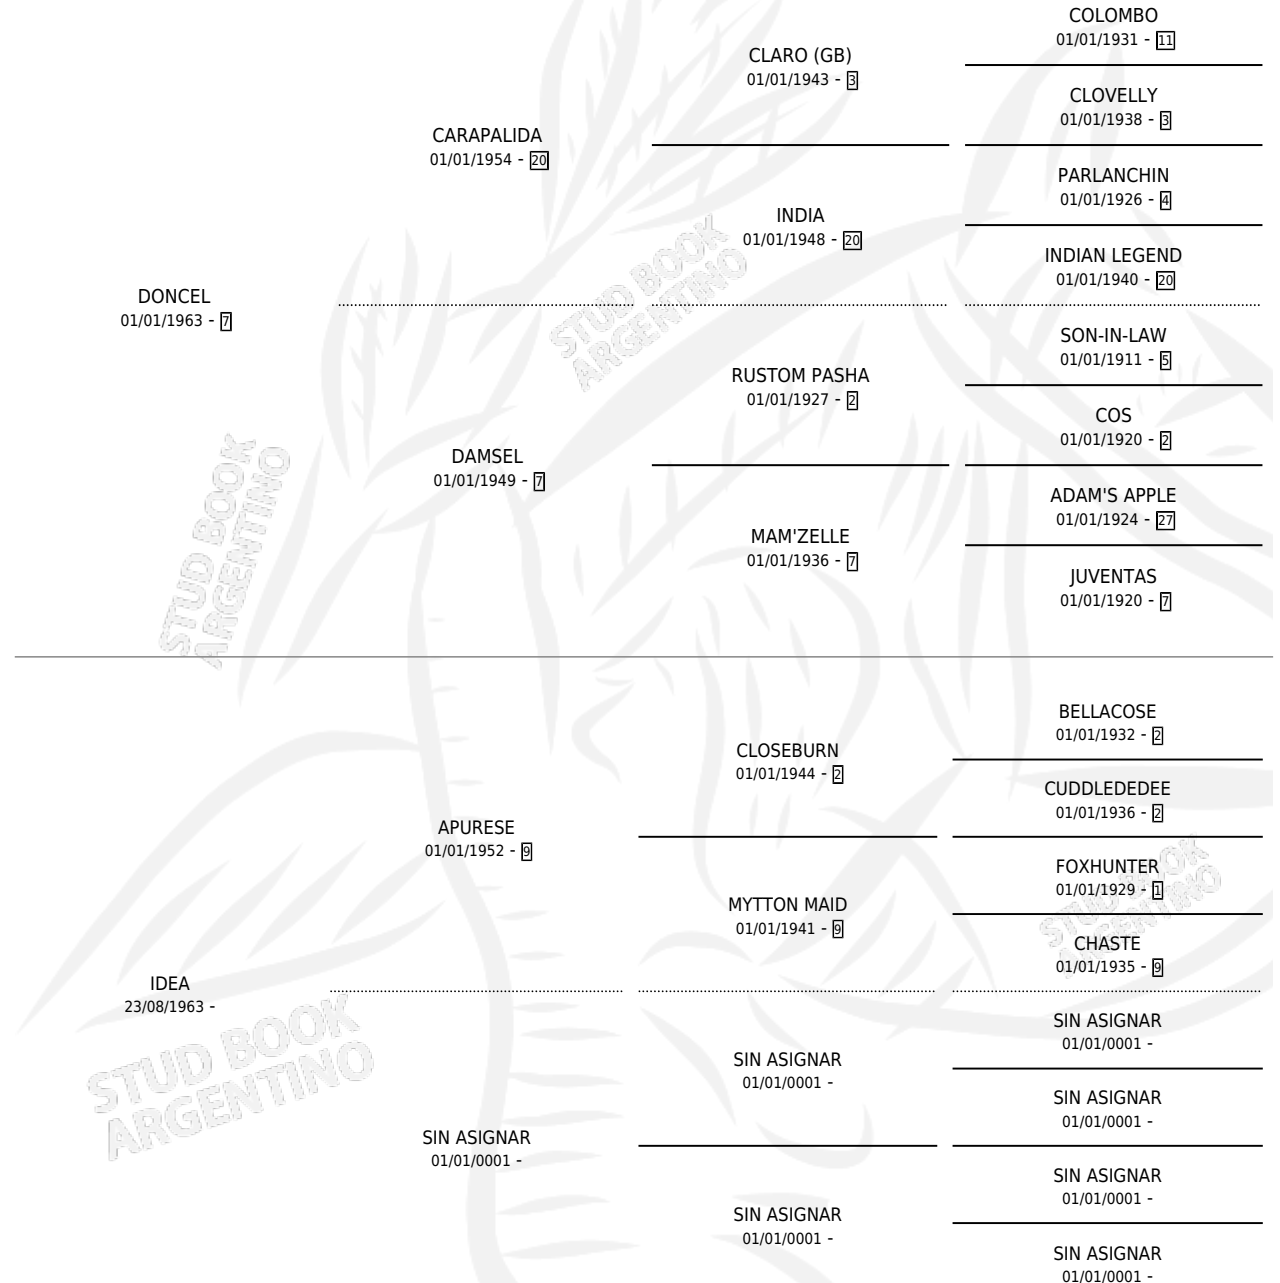 COLOMBO
01/01/1931 - 11
CLARO (GB)
01/01/1943 - 3
CLOVELLY
01/01/1938 - 3
CARAPALIDA
01/01/1954 - 20
PARLANCHIN
01/01/1926 - 4
INDIA
01/01/1948 - 20
INDIAN LEGEND
01/01/1940 - 20
DONCEL
01/01/1963 - 7
SON-IN-LAW
01/01/1911 - 5
RUSTOM PASHA
01/01/1927 - 2
COS
01/01/1920 - 2
DAMSEL
01/01/1949 - 7
ADAM'S APPLE
01/01/1924 - 27
MAM'ZELLE
01/01/1936 - 7
JUVENTAS
01/01/1920 - 7
BELLACOSE
01/01/1932 - 2
CLOSEBURN
01/01/1944 - 2
CUDDLEDEDEE
01/01/1936 - 2
APURESE
01/01/1952 - 9
FOXHUNTER
01/01/1929 - 1
MYTTON MAID
01/01/1941 - 9
CHASTE
01/01/1935 - 9
IDEA
23/08/1963 -
SIN ASIGNAR
01/01/0001 -
SIN ASIGNAR
01/01/0001 -
SIN ASIGNAR
01/01/0001 -
SIN ASIGNAR
01/01/0001 -
SIN ASIGNAR
01/01/0001 -
SIN ASIGNAR
01/01/0001 -
SIN ASIGNAR
01/01/0001 -
STUD BOOK
ARGENTINO
STUD BOOK
ARGENTINO
STUD BOOK
ARGENTINO
STUD BOOK
ARGENTINO